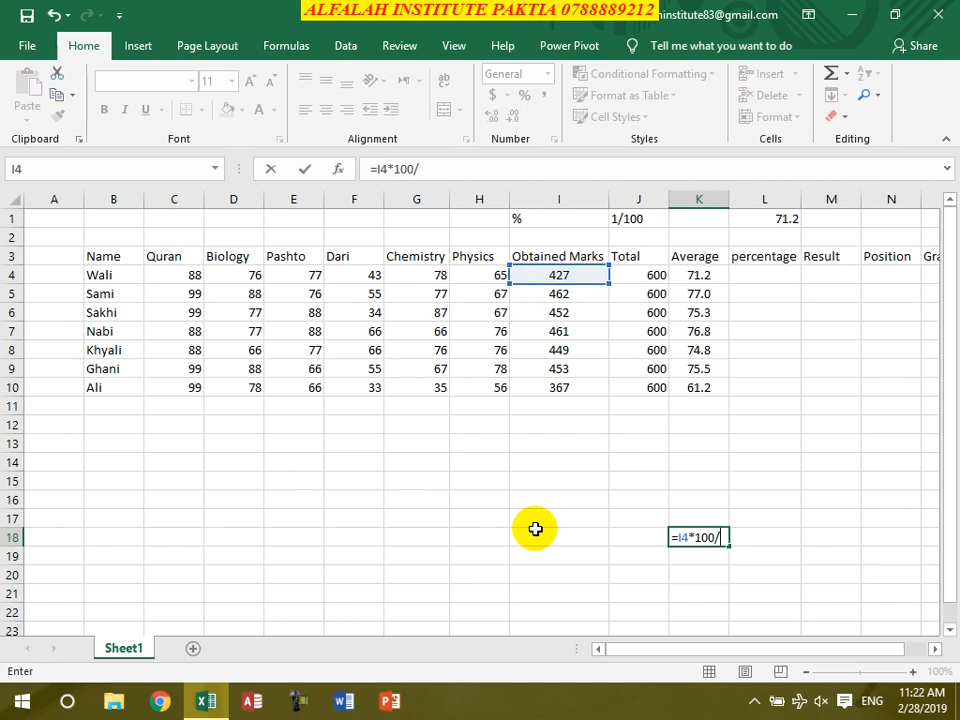 ALFALAH INSTITUTE PAKTIA 0788889212
ninstitute83@gmail.com
File Home Insert Page Layout Formulas Data Review View Help Power Pivot Tell me what you want to do Share
Paste
11
General
Conditional Formatting
Format as Table
Cell Styles
Insert
Delete
Format
Clipboard Font Alignment Number Styles Cells Editing
I4 fx =I4*100/
A B C D E F G H I J K L M N
1 % 1/100 71.2
2
3 Name Quran Biology Pashto Dari Chemistry Physics Obtained Marks Total Average percentage Result Position Gra
4 Wali 88 76 77 43 78 65 427 600 71.2
5 Sami 99 88 76 55 77 67 462 600 77.0
6 Sakhi 99 77 88 34 87 67 452 600 75.3
7 Nabi 88 77 88 66 66 76 461 600 76.8
8 Khyali 88 66 77 66 76 76 449 600 74.8
9 Ghani 99 88 66 55 67 78 453 600 75.5
10 Ali 99 78 66 33 35 56 367 600 61.2
11
12
13
14
15
16
17
18 =I4*100/
19
20
21
22
23
Sheet1
Enter 100%
11:22 AM
ENG
2/28/2019